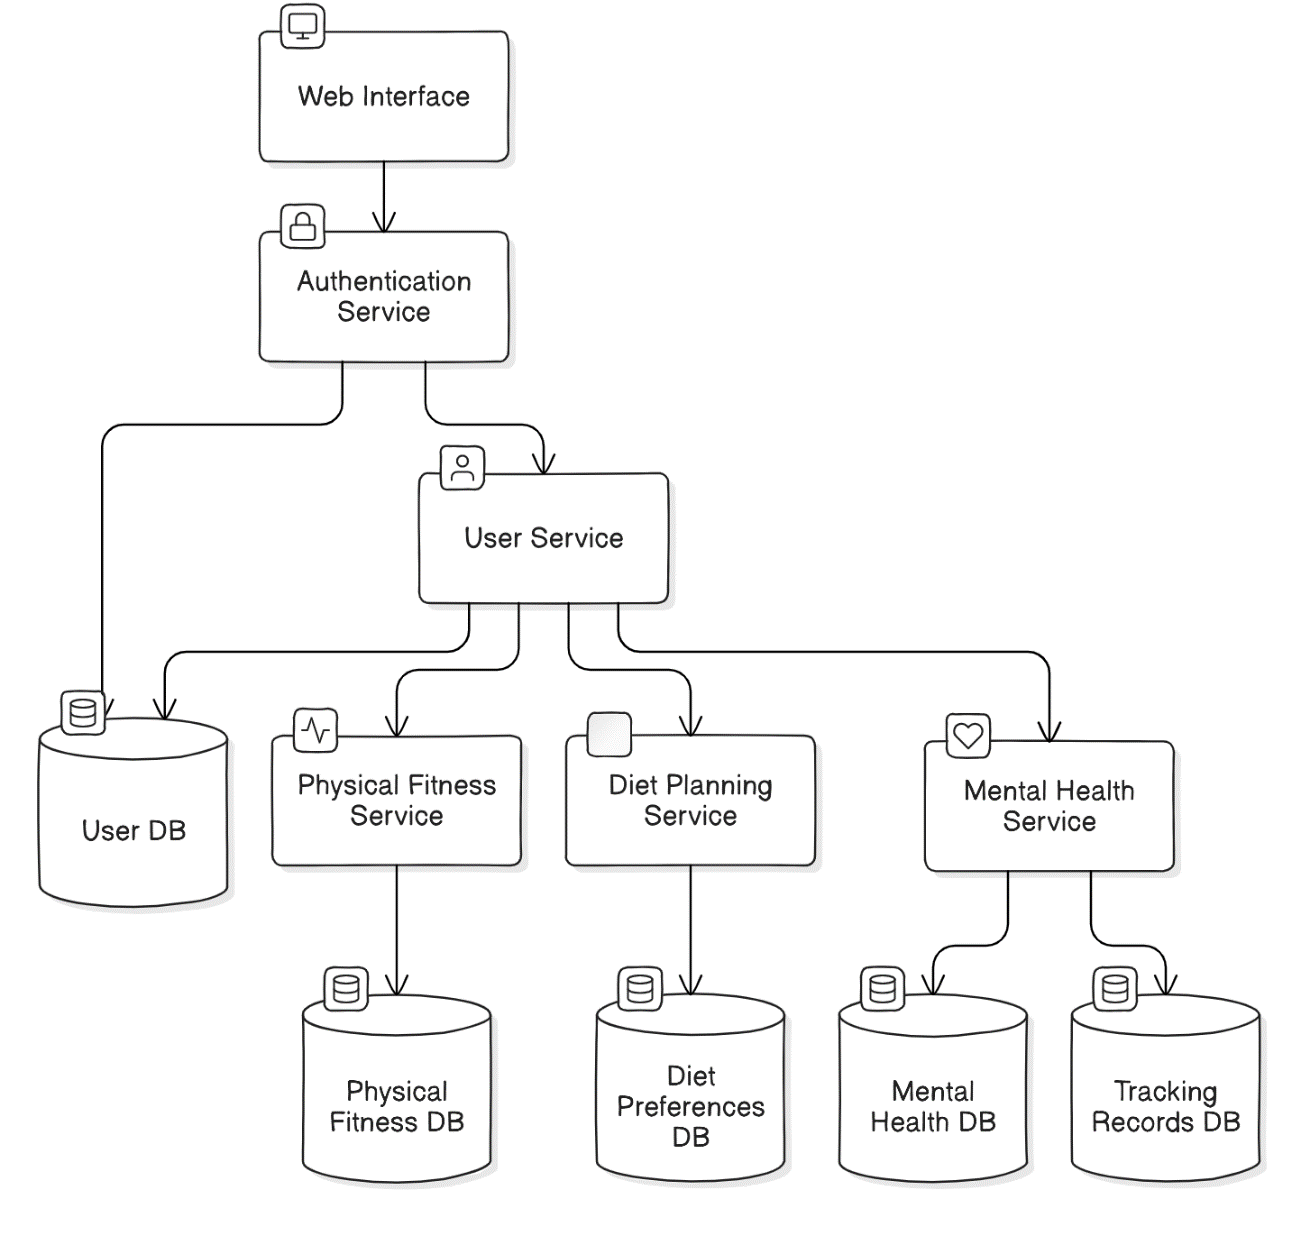 Web Interface
Authentication
Service
User Service
User DB
Physical Fitness
Service
Diet Planning
Service
Mental Health
Service
Physical
Fitness DB
Diet
Preferences
DB
Mental
Health DB
Tracking
Records DB